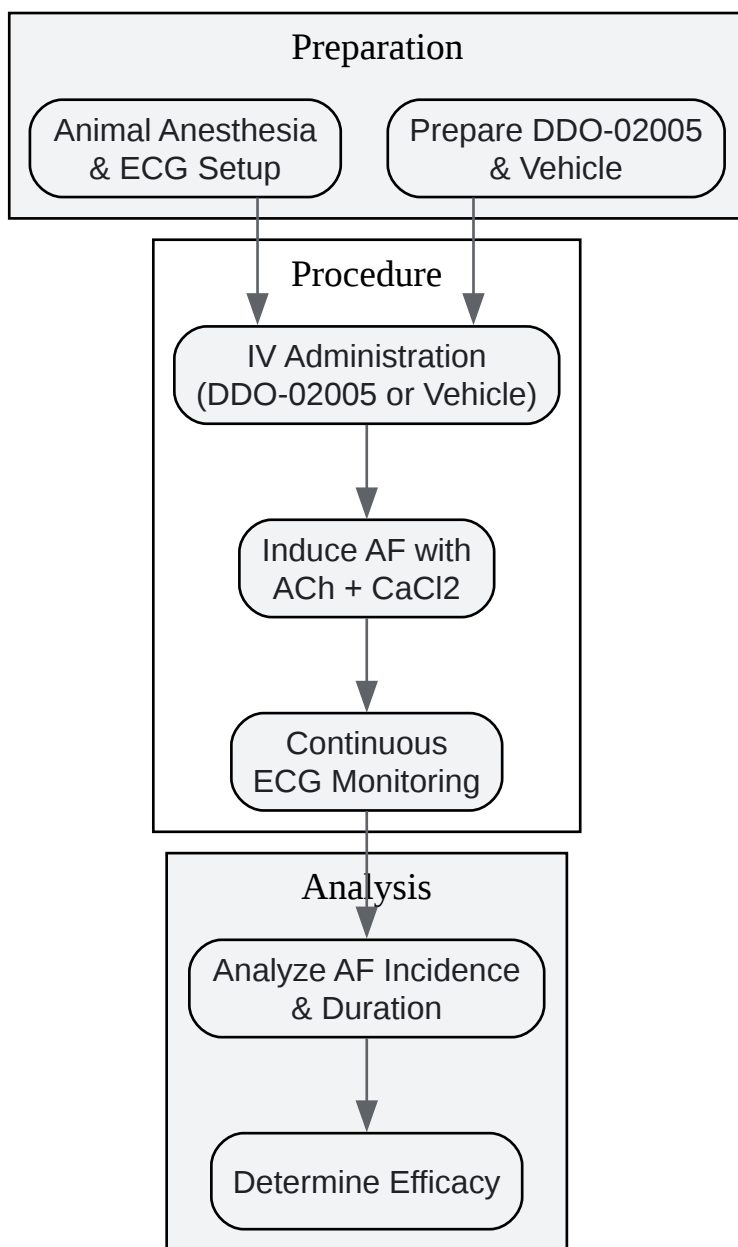 Preparation
Animal Anesthesia
& ECG Setup
Prepare DDO-02005
& Vehicle
Procedure
IV Administration
(DDO-02005 or Vehicle)
Induce AF with
ACh + CaCl2
Continuous
ECG Monitoring
Analysis
Analyze AF Incidence
& Duration
Determine Efficacy